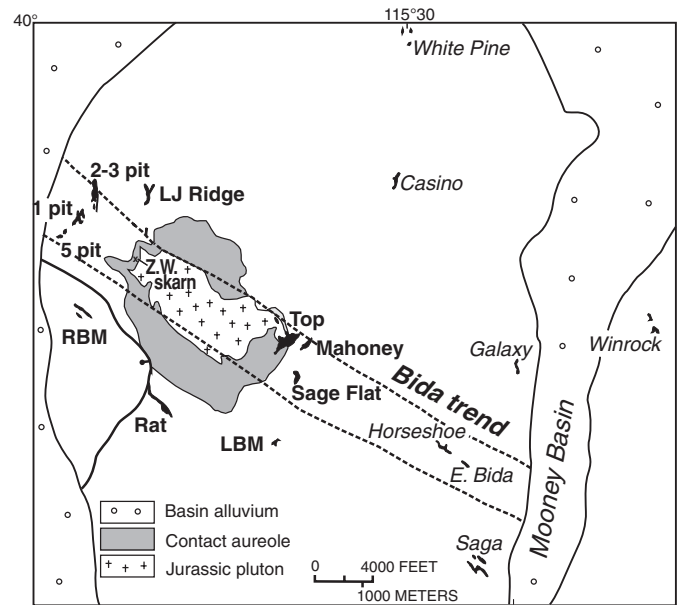 40°
115°30
White Pine
Casino
2-3 pit
LJ Ridge
1 pit
5 pit
Z.W.
skarn
Top
Mahoney
Winrock
RBM
Galaxy
Sage Flat
Bida trend
Rat
Horseshoe
LBM
E. Bida
Mooney Basin
Saga
Basin alluvium
Contact aureole
Jurassic pluton
0 4000 FEET
1000 METERS